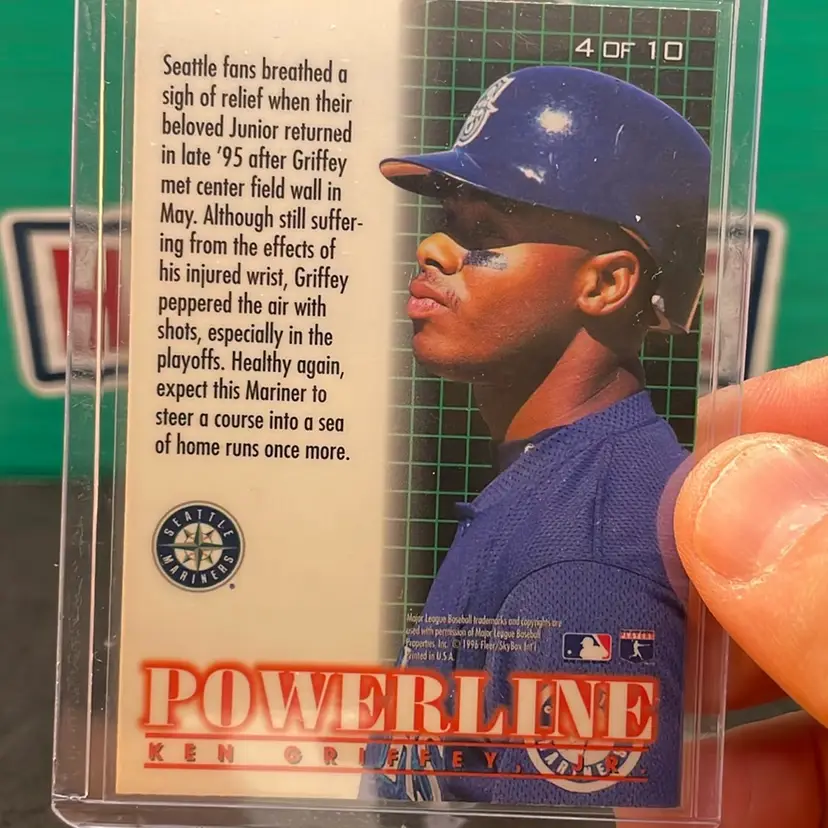 4 OF 10
Seattle fans breathed a
sigh of relief when their
beloved Junior returned
in late '95 after Griffey
met center field wall in
May. Although still suffer-
ing from the effects of
his injured wrist, Griffey
peppered the air with
shots, especially in the
playoffs. Healthy again,
expect this Mariner to
steer a course into a sea
of home runs once more.
SEATTLE
MARINERS
Major League Baseball trademarks and copyrights are
used with permission of Major League Baseball
Properties, Inc. © 1996 Fleer/SkyBox Int'l
Printed in U.S.A.
POWERLINE
KEN GRIFFEY, JR.